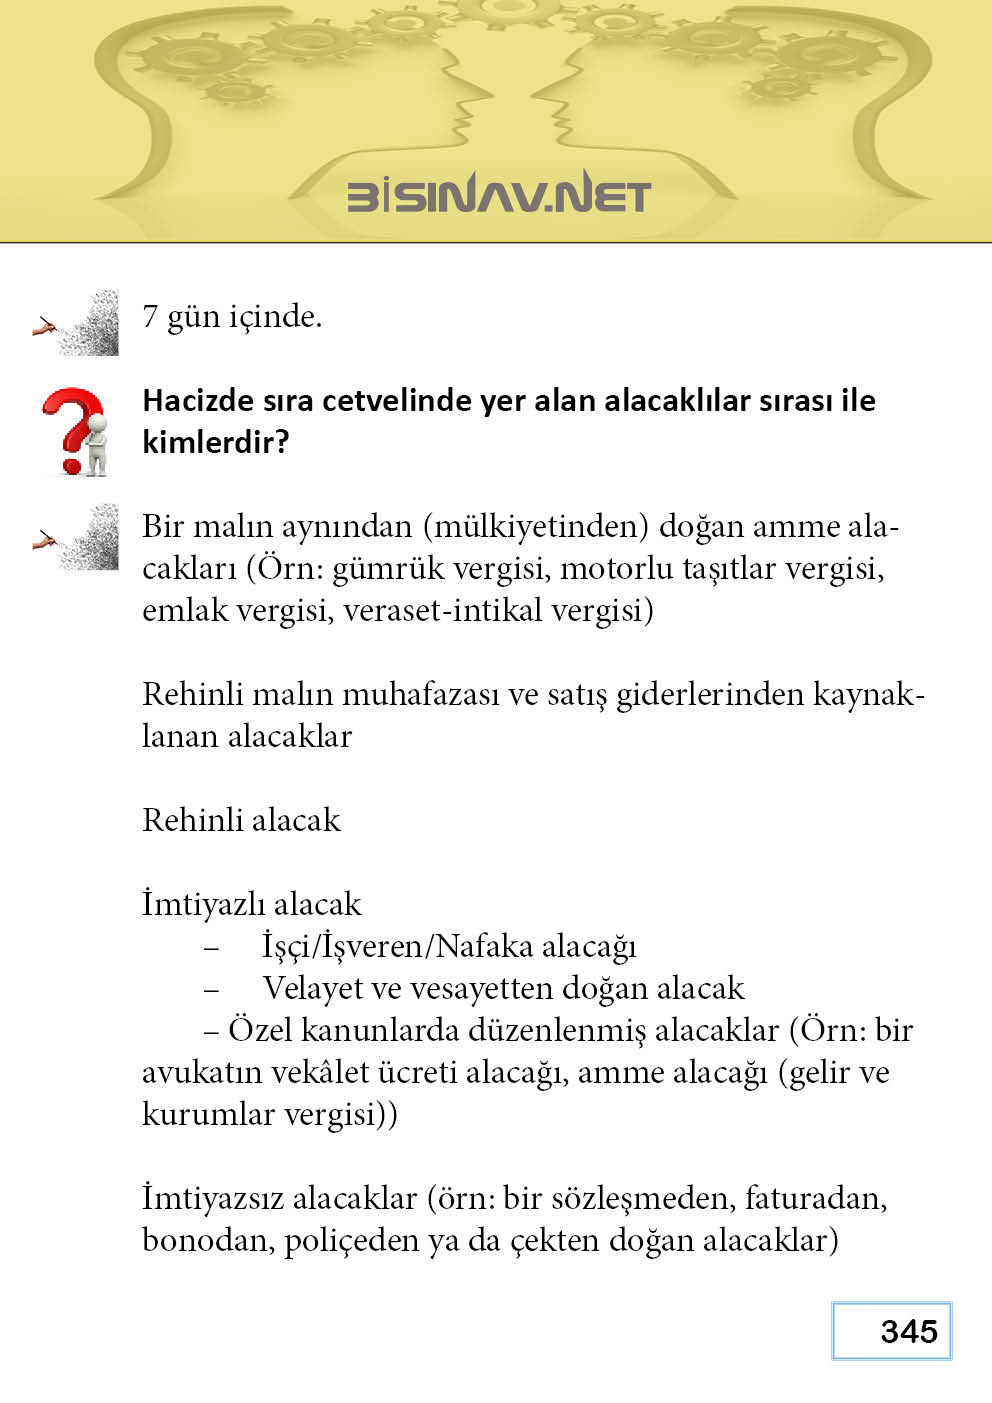 BİSINAV.NET
7 gün içinde.
Hacizde sıra cetvelinde yer alan alacaklılar sırası ile
kimlerdir?
Bir malın aynından (mülkiyetinden) doğan amme ala-
cakları (Örn: gümrük vergisi, motorlu taşıtlar vergisi,
emlak vergisi, veraset-intikal vergisi)
Rehinli malın muhafazası ve satış giderlerinden kaynak-
lanan alacaklar
Rehinli alacak
İmtiyazlı alacak
– İşçi/İşveren/Nafaka alacağı
– Velayet ve vesayetten doğan alacak
– Özel kanunlarda düzenlenmiş alacaklar (Örn: bir
avukatın vekâlet ücreti alacağı, amme alacağı (gelir ve
kurumlar vergisi))
İmtiyazsız alacaklar (örn: bir sözleşmeden, faturadan,
bonodan, poliçeden ya da çekten doğan alacaklar)
345